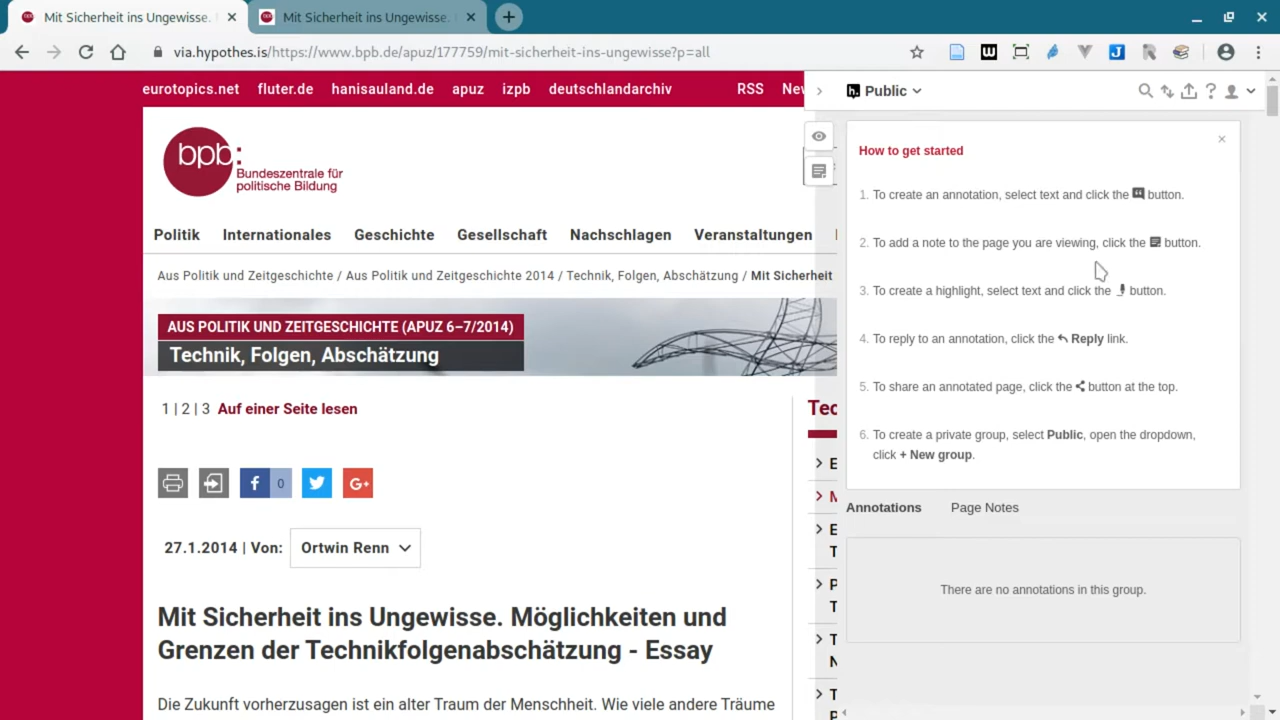 Mit Sicherheit ins Ungewisse.
Mit Sicherheit ins Ungewisse.
via.hypothes.is/https://www.bpb.de/apuz/177759/mit-sicherheit-ins-ungewisse?p=all
eurotopics.net fluter.de hanisauland.de apuz izpb deutschlandarchiv RSS
bpb:
Bundeszentrale für
politische Bildung
Politik Internationales Geschichte Gesellschaft Nachschlagen Veranstaltungen
Aus Politik und Zeitgeschichte / Aus Politik und Zeitgeschichte 2014 / Technik, Folgen, Abschätzung / Mit Sicherheit
AUS POLITIK UND ZEITGESCHICHTE (APUZ 6–7/2014)
Technik, Folgen, Abschätzung
1 | 2 | 3 Auf einer Seite lesen
f 0 G+
27.1.2014 | Von: Ortwin Renn
Mit Sicherheit ins Ungewisse. Möglichkeiten und
Grenzen der Technikfolgenabschätzung - Essay
Die Zukunft vorherzusagen ist ein alter Traum der Menschheit. Wie viele andere Träume
Tec
E
M
E
T
P
T
T
N
T
P
h. Public
How to get started
1. To create an annotation, select text and click the button.
2. To add a note to the page you are viewing, click the button.
3. To create a highlight, select text and click the button.
4. To reply to an annotation, click the Reply link.
5. To share an annotated page, click the button at the top.
6. To create a private group, select Public, open the dropdown,
click + New group.
Annotations Page Notes
There are no annotations in this group.